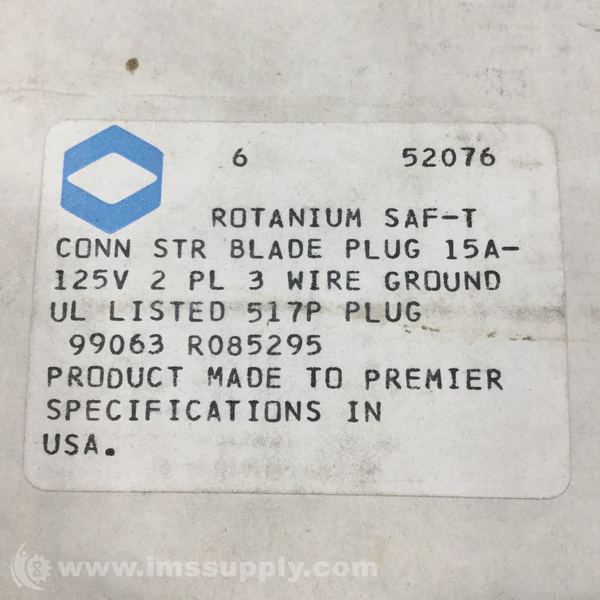 6 52076
ROTANIUM SAF-T
CONN STR BLADE PLUG 15A-
125V 2 PL 3 WIRE GROUND
UL LISTED 517P PLUG
99063 R085295
PRODUCT MADE TO PREMIER
SPECIFICATIONS IN
USA.
www.imssupply.com